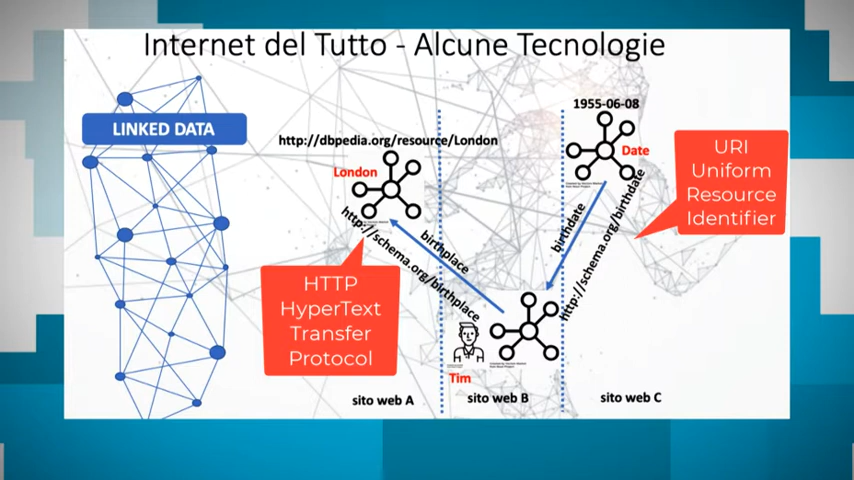 Internet del Tutto - Alcune Tecnologie
LINKED DATA
http://dbpedia.org/resource/London
London
1955-06-08
Date
URI
Uniform
Resource
Identifier
birthplace
http://schema.org/birthplace
birthdate
http://schema.org/birthdate
HTTP
HyperText
Transfer
Protocol
Tim
sito web A
sito web B
sito web C